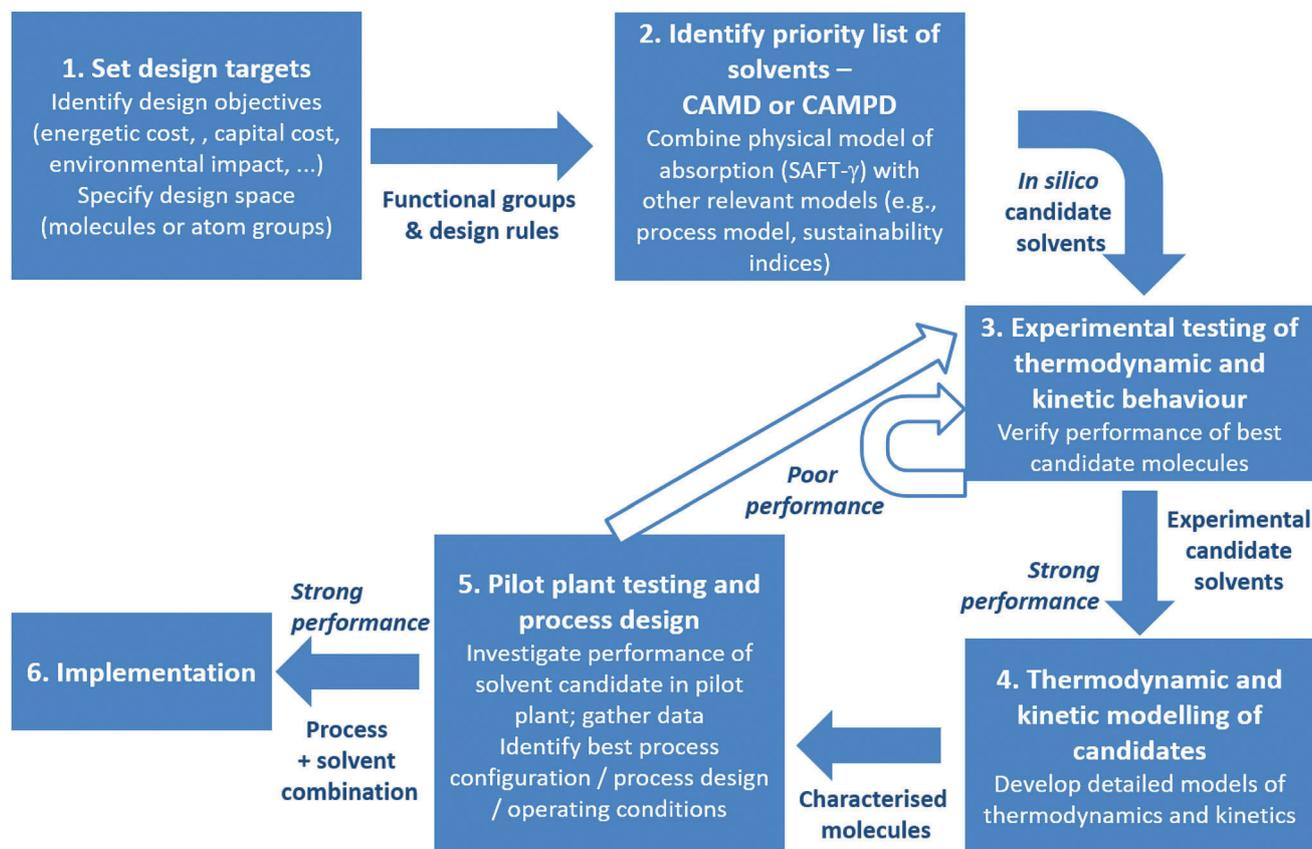 1. Set design targets
Identify design objectives
(energetic cost, , capital cost,
environmental impact, ...)
Specify design space
(molecules or atom groups)
Functional groups
& design rules
2. Identify priority list of
solvents –
CAMD or CAMPD
Combine physical model of
absorption (SAFT-γ) with
other relevant models (e.g.,
process model, sustainability
indices)
In silico
candidate
solvents
3. Experimental testing of
thermodynamic and
kinetic behaviour
Verify performance of best
candidate molecules
Poor
performance
Experimental
candidate
solvents
Strong
performance
4. Thermodynamic and
kinetic modelling of
candidates
Develop detailed models of
thermodynamics and kinetics
Characterised
molecules
5. Pilot plant testing and
process design
Investigate performance of
solvent candidate in pilot
plant; gather data
Identify best process
configuration / process design
/ operating conditions
Strong
performance
Process
+ solvent
combination
6. Implementation